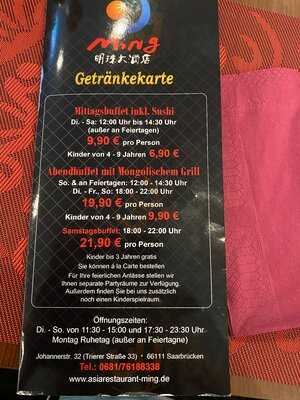 Ming
明珠大酒店
Getränkekarte
Mittagsbuffet inkl. Sushi
Di. - Sa: 12:00 Uhr bis 14:30 Uhr
(außer an Feiertagen)
9,90 € pro Person
Kinder von 4 - 9 Jahren 6,90 €
Abendbuffet mit Mongolischem Grill
So. & an Feiertagen: 12:00 - 14:30 Uhr
Di. - Fr., So: 18:00 - 22:00 Uhr
19,90 € pro Person
Kinder von 4 - 9 Jahren 9,90 €
Samstagsbuffet: 18:00 - 22:00 Uhr
21,90 € pro Person
Kinder bis 3 Jahren gratis
Sie können á la Carte bestellen
Für Ihre feierlichen Anlässe stellen wir
Ihnen separate Partyräume zur Verfügung.
Außerdem finden Sie bei uns zusätzlich
noch einen Kinderspielraum.
Öffnungszeiten:
Di. - So. von 11:30 - 15:00 und 17:30 - 23:30 Uhr
Montag Ruhetag (außer an Feiertagne)
Johannerstr. 32 (Trierer Straße 33) * 66111 Saarbrücken
Tel.: 0681/76188338
www.asiarestaurant-ming.de